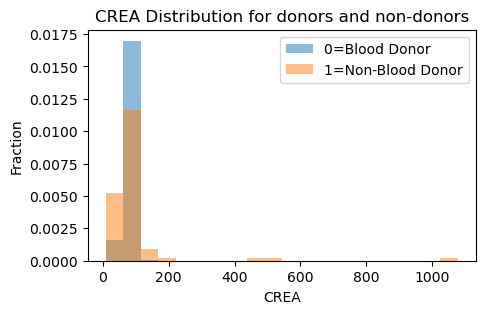 CREA Distribution for donors and non-donors
0.0175
0.0150
0.0125
0.0100
0.0075
0.0050
0.0025
0.0000
Fraction
0=Blood Donor
1=Non-Blood Donor
0 200 400 600 800 1000
CREA